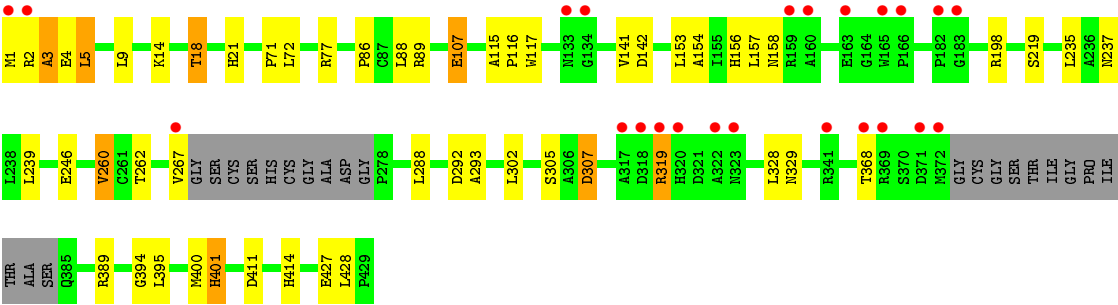 M1 R2 A3 E4 L5 L9 K14 T18 H21 P71 L72 R77 P86 C87 L88 R89 E107 A115 P116 W117 N133 G134 V141 D142 L153 A154 I155 H156 L157 N158 R159 A160 E163 G164 W165 P166 P182 G183 R198 S219 L235 A236 N237
L238 L239 E246 V260 C261 T262 V267 GLY SER CYS SER HIS CYS GLY ALA ASP GLY P278 L288 D292 A293 L302 S305 A306 D307 A317 D318 R319 H320 D321 A322 N323 L328 N329 R341 T368 R369 S370 D371 M372 GLY CYS GLY SER THR ILE GLY PRO ILE
THR ALA SER Q385 R389 G394 L395 M400 H401 D411 H414 E427 L428 P429